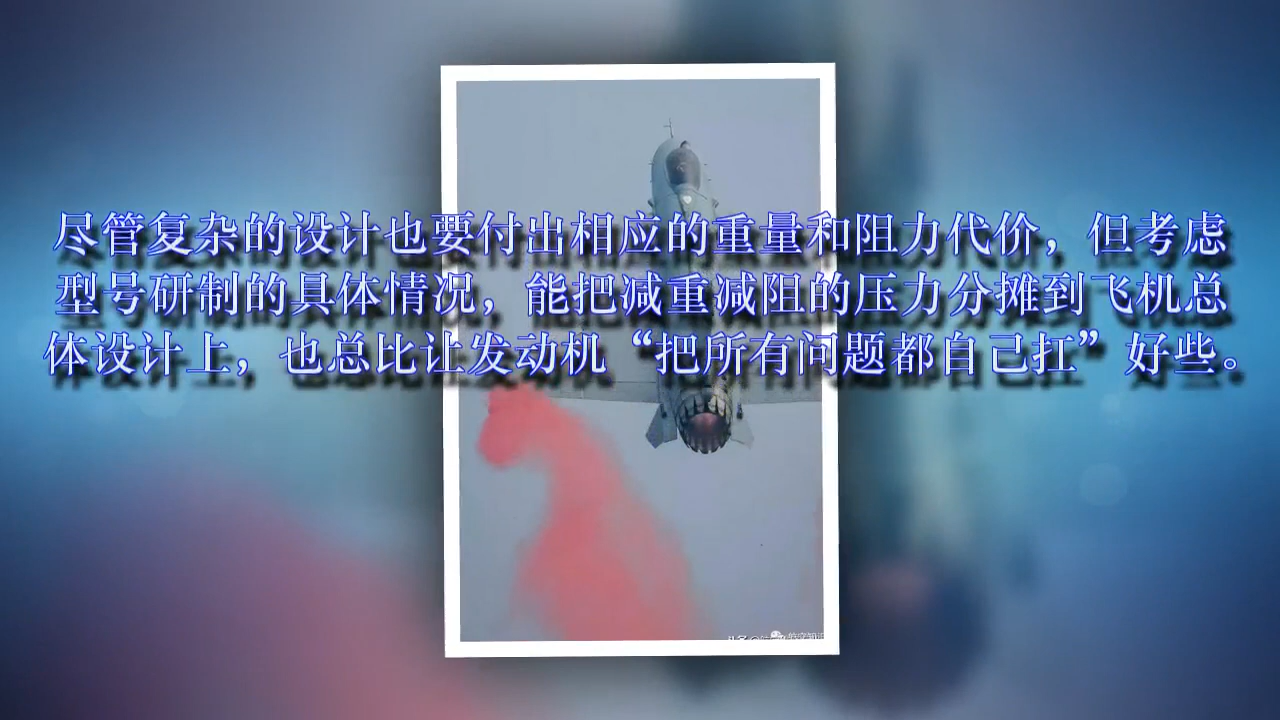 尽管复杂的设计也要付出相应的重量和阻力代价，但考虑
型号研制的具体情况，能把减重减阻的压力分摊到飞机总
体设计上，也总比让发动机“把所有问题都自己扛”好些。